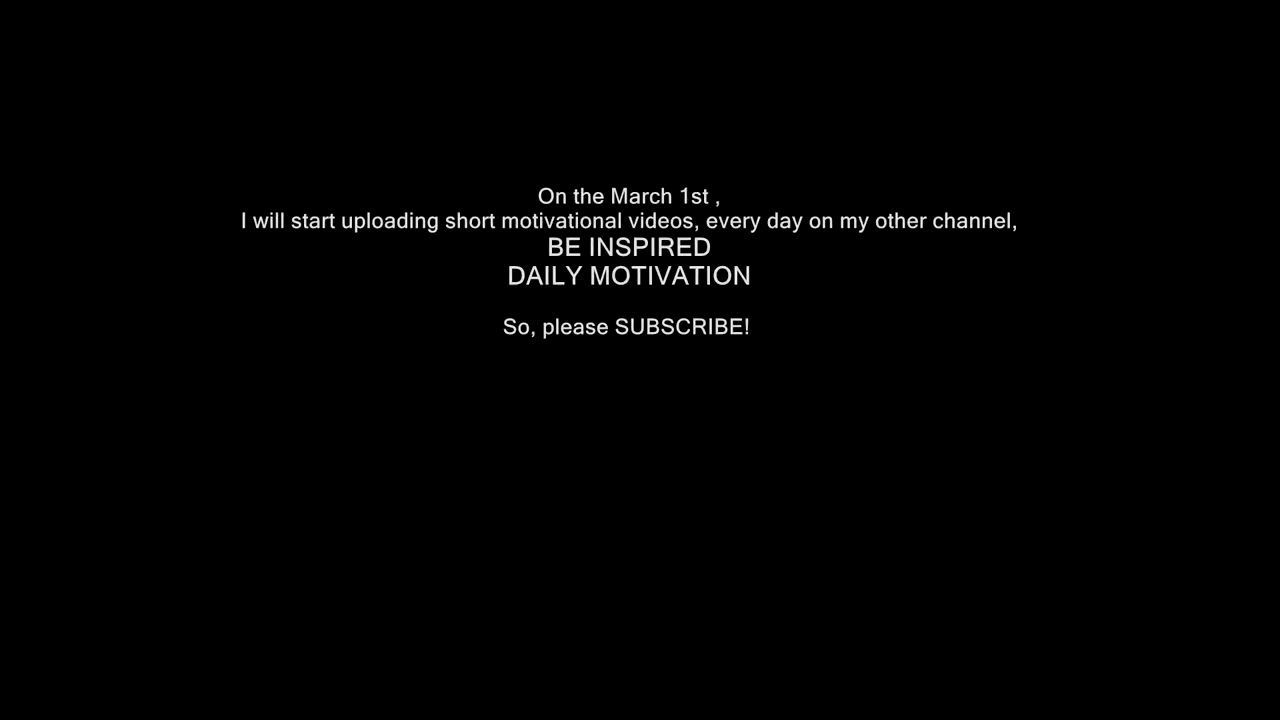 On the March 1st ,
I will start uploading short motivational videos, every day on my other channel,
BE INSPIRED
DAILY MOTIVATION
So, please SUBSCRIBE!